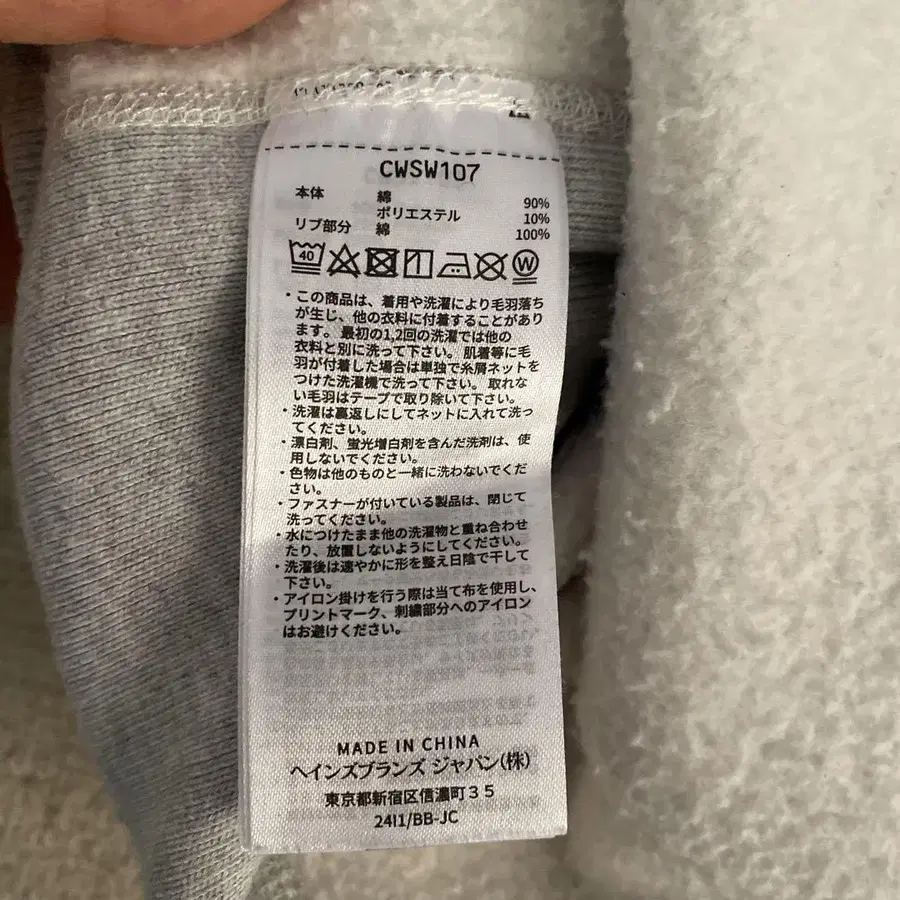 CWSW107
本体 綿 90%
ポリエステル 10%
リブ部分 綿 100%
40 W
・この商品は、着用や洗濯により毛羽落ち
が生じ、他の衣料に付着することがあり
ます。 最初の1,2回の洗濯では他の
衣料と別に洗って下さい。 肌着等に毛
羽が付着した場合は単独で糸屑ネットを
つけた洗濯機で洗って下さい。 取れな
い毛羽はテープで取り除いて下さい。
・洗濯は裏返しにしてネットに入れて洗っ
てください。
・漂白剤、蛍光増白剤を含んだ洗剤は、使
用しないでください。
・色物は他のものと一緒に洗わないでくだ
さい。
・ファスナーが付いている製品は、閉じて
洗ってください。
・水につけたまま他の洗濯物と重ね合わせ
たり、放置しないようにしてください。
・洗濯後は速やかに形を整え日陰で干して
下さい。
・アイロン掛けを行う際は当て布を使用し、
プリントマーク、刺繍部分へのアイロン
はお避けください。
MADE IN CHINA
ヘインズブランズ ジャパン(株)
東京都新宿区信濃町35
24I1/BB-JC